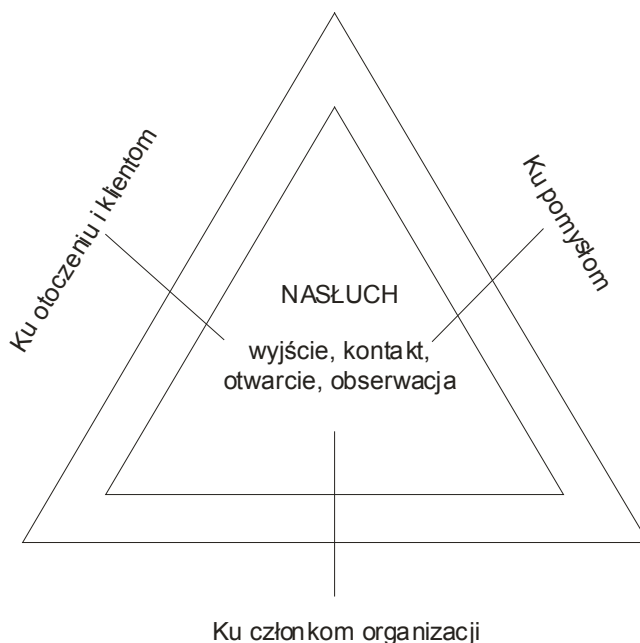 Ku otoczeniu i klientom
Ku pomysłom
NASŁUCH
wyjście, kontakt,
otwarcie, obserwacja
Ku członkom organizacji